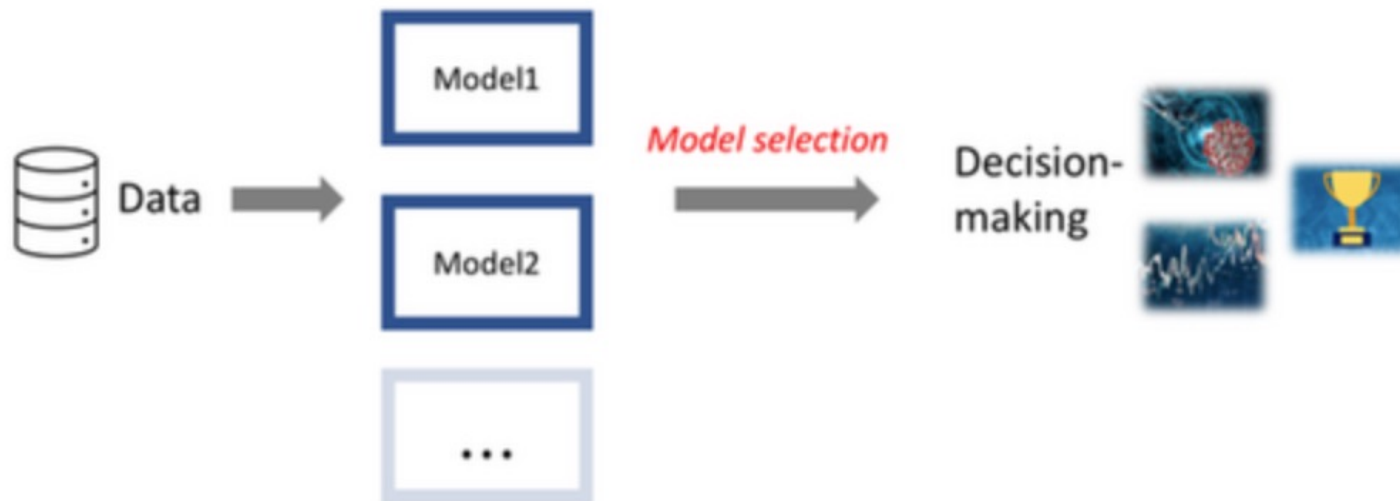 Data
Model1
Model2
...
Model selection
Decision-
making